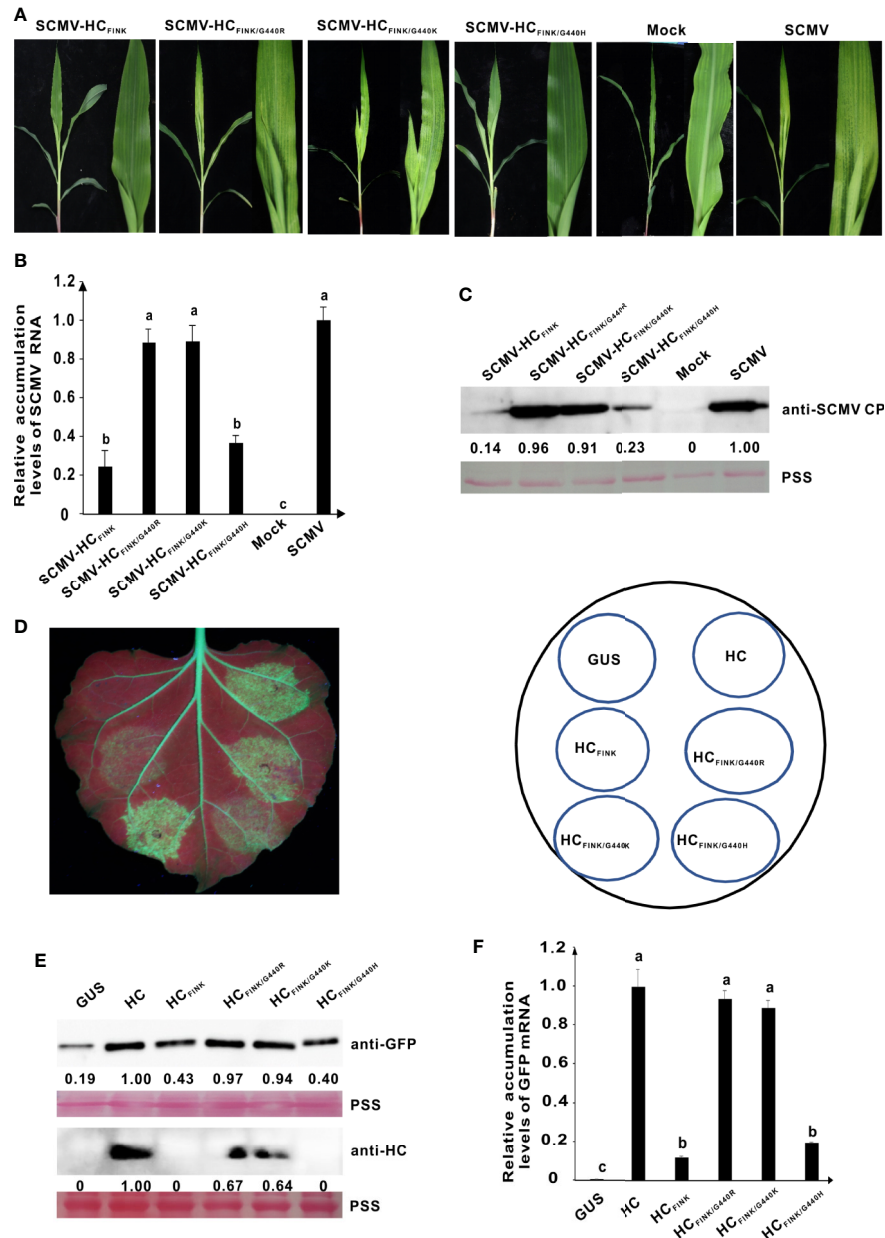 A
SCMV-HCFINK SCMV-HCFINK/G440R SCMV-HCFINK/G440K SCMV-HCFINK/G440H Mock SCMV
B
Relative accumulation
levels of SCMV RNA
1.2
1.0
0.8
0.6
0.4
0.2
0
b a a b c a
SCMV-HCFINK
SCMV-HCFINK/G440R
SCMV-HCFINK/G440K
SCMV-HCFINK/G440H
Mock
SCMV
C
SCMV-HCFINK
SCMV-HCFINK/G440R
SCMV-HCFINK/G440K
SCMV-HCFINK/G440H
Mock
SCMV
anti-SCMV CP
0.14 0.96 0.91 0.23 0 1.00
PSS
D
GUS HC
HCFINK HCFINK/G440R
HCFINK/G440K HCFINK/G440H
E
GUS
HC
HCFINK
HCFINK/G440R
HCFINK/G440K
HCFINK/G440H
anti-GFP
0.19 1.00 0.43 0.97 0.94 0.40
PSS
anti-HC
0 1.00 0 0.67 0.64 0
PSS
F
Relative accumulation
levels of GFP mRNA
1.2
1.0
0.8
0.6
0.4
0.2
0
c a b a a b
GUS
HC
HCFINK
HCFINK/G440R
HCFINK/G440K
HCFINK/G440H